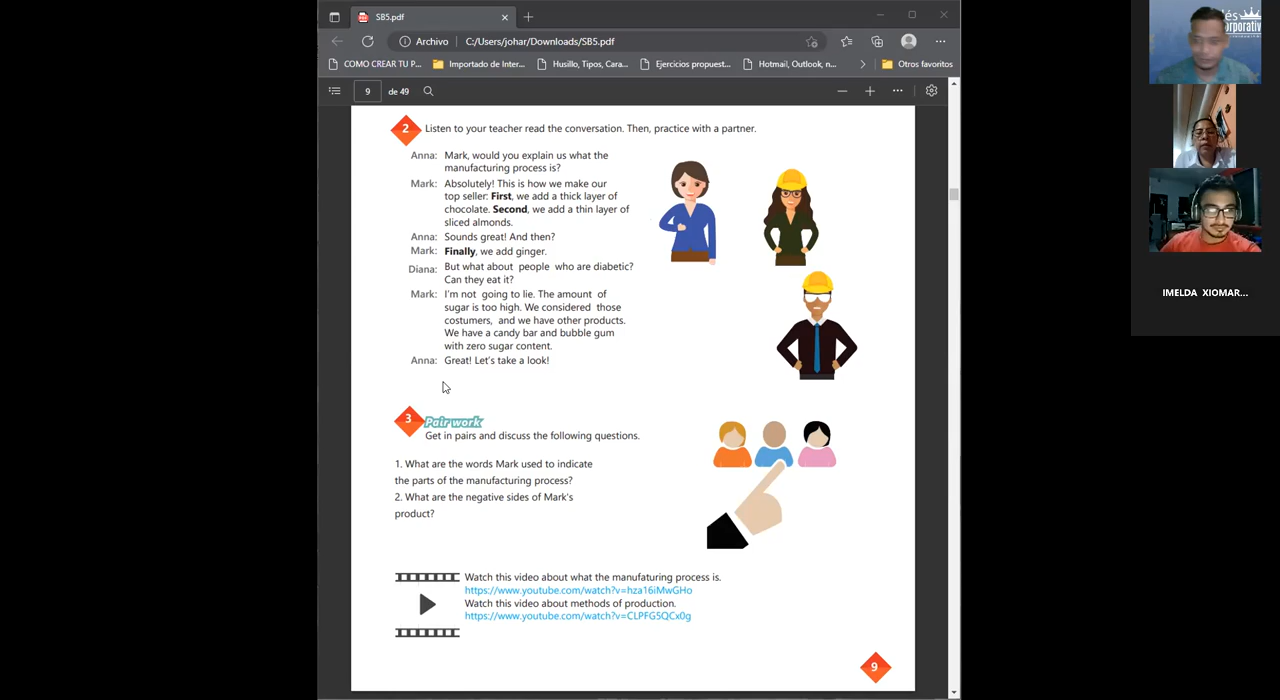 SB5.pdf
Archivo
C:/Users/johar/Downloads/SB5.pdf
COMO CREAR TU P...
Importado de Inter...
Husillo, Tipos, Cara...
Ejercicios propuest...
Hotmail, Outlook, n...
Otros favoritos
9 de 49
2 Listen to your teacher read the conversation. Then, practice with a partner.
Anna: Mark, would you explain us what the
manufacturing process is?
Mark: Absolutely! This is how we make our
top seller: First, we add a thick layer of
chocolate. Second, we add a thin layer of
sliced almonds.
Anna: Sounds great! And then?
Mark: Finally, we add ginger.
Diana: But what about people who are diabetic?
Can they eat it?
Mark: I'm not going to lie. The amount of
sugar is too high. We considered those
costumers, and we have other products.
We have a candy bar and bubble gum
with zero sugar content.
Anna: Great! Let's take a look!
3 Pair work
Get in pairs and discuss the following questions.
1. What are the words Mark used to indicate
the parts of the manufacturing process?
2. What are the negative sides of Mark's
product?
Watch this video about what the manufaturing process is.
https://www.youtube.com/watch?v=hza16iMwGHo
Watch this video about methods of production.
https://www.youtube.com/watch?v=CLPFG5QCx0g
9
IMELDA XIOMAR...